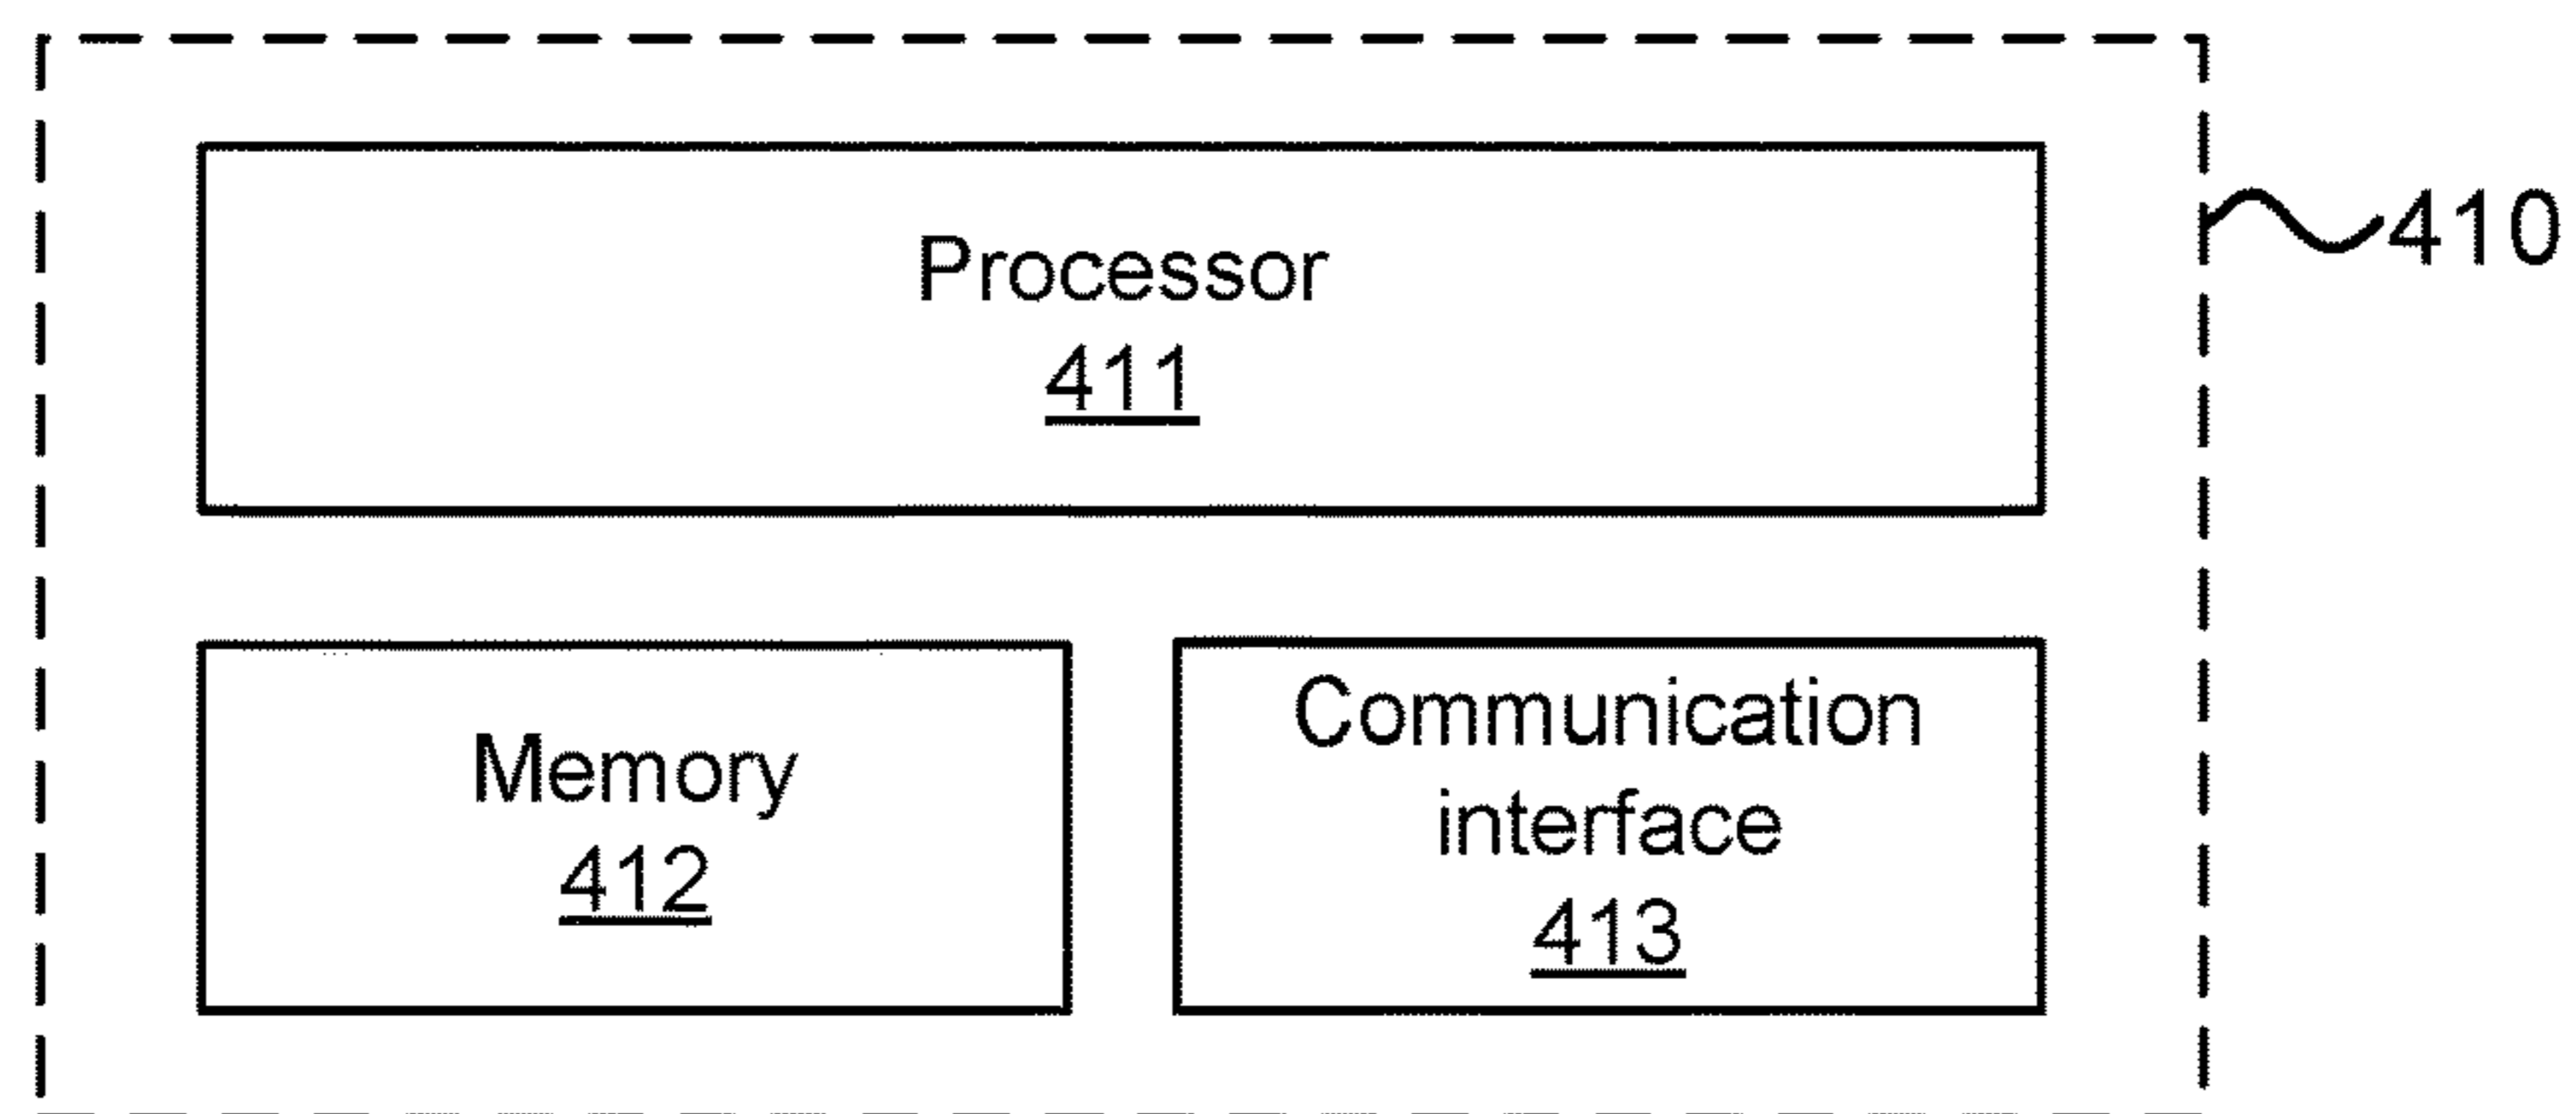 Processor
411
410
Memory
412
Communication
interface
413